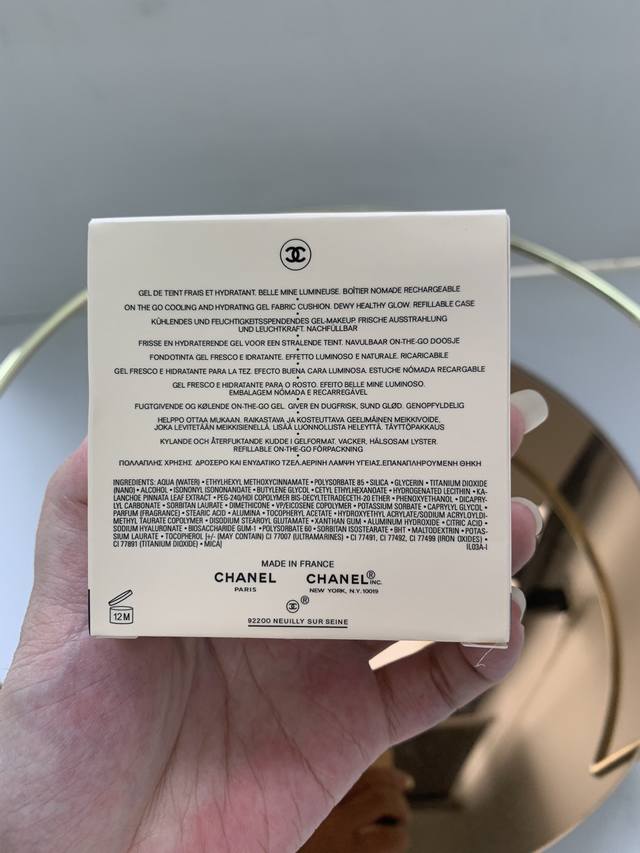 GEL DE TEINT FRAIS ET HYDRATANT. BELLE MINE LUMINEUSE. BOÎTIER NOMADE RECHARGEABLE
ON THE GO COOLING AND HYDRATING GEL FABRIC CUSHION. DEWY HEALTHY GLOW. REFILLABLE CASE
KÜHLENDES UND FEUCHTIGKEITSSPENDENDES GEL-MAKEUP. FRISCHE AUSSTRAHLUNG
UND LEUCHTKRAFT. NACHFÜLLBAR
FRISSE EN HYDRATERENDE GEL VOOR EEN STRALENDE TEINT. NAVULBAAR ON-THE-GO DOOSJE
FONDOTINTA GEL FRESCO E IDRATANTE. EFFETTO LUMINOSO E NATURALE. RICARICABILE
GEL FRESCO E HIDRATANTE PARA LA TEZ. EFECTO BUENA CARA LUMINOSA. ESTUCHE NÓMADA RECARGABLE
GEL FRESCO E HIDRATANTE PARA O ROSTO. EFEITO BELLE MINE LUMINOSO.
EMBALAGEM NÓMADA E RECARREGÁVEL
FUGTGIVENDE OG KØLENDE ON-THE-GO GEL. GIVER EN DUGFRISK, SUND GLØD. GENOPFYLDELIG
HELPPO OTTAA MUKAAN. RAIKASTAVA JA KOSTEUTTAVA GEELIMÄINEN MEIKKIVOIDE,
JOKA LEVITETÄÄN MEIKKISIENELLÄ. LISÄÄ LUONNOLLISTA HELEYTTÄ. TÄYTTÖPAKKAUS
KYLANDE OCH ÅTERFUKTANDE KUDDE I GELFORMAT. VACKER, HÄLSOSAM LYSTER.
REFILLABLE ON-THE-GO FÖRPACKNING
ΠΟΛΛΑΠΛΗΣ ΧΡΗΣΗΣ ΔΡΟΣΕΡΟ ΚΑΙ ΕΝΥΔΑΤΙΚΟ ΤΖΕΛ.ΑΕΡΙΝΗ ΛΑΜΨΗ ΥΓΕΙΑΣ.ΕΠΑΝΑΠΛΗΡΟΥΜΕΝΗ ΘΗΚΗ
INGREDIENTS: AQUA (WATER) • ETHYLHEXYL METHOXYCINNAMATE • POLYSORBATE 85 • SILICA • GLYCERIN • TITANIUM DIOXIDE
(NANO) • ALCOHOL • ISONONYL ISONONANOATE • BUTYLENE GLYCOL • CETYL ETHYLHEXANOATE • HYDROGENATED LECITHIN • KA-
LANCHOE PINNATA LEAF EXTRACT • PEG-240/HDI COPOLYMER BIS-DECYLTETRADECETH-20 ETHER • PHENOXYETHANOL • DICAPRY-
LYL CARBONATE • SORBITAN LAURATE • DIMETHICONE • VP/EICOSENE COPOLYMER • POTASSIUM SORBATE • CAPRYLYL GLYCOL •
PARFUM (FRAGRANCE) • STEARIC ACID • ALUMINA • TOCOPHERYL ACETATE • HYDROXYETHYL ACRYLATE/SODIUM ACRYLOYLDI-
METHYL TAURATE COPOLYMER • DISODIUM STEAROYL GLUTAMATE • XANTHAN GUM • ALUMINUM HYDROXIDE • CITRIC ACID •
SODIUM HYALURONATE • BIOSACCHARIDE GUM-1 • POLYSORBATE 60 • SORBITAN ISOSTEARATE • BHT • MALTODEXTRIN • POTAS-
SIUM LAURATE • TOCOPHEROL [+/- (MAY CONTAIN) CI 77007 (ULTRAMARINES) • CI 77491, CI 77492, CI 77499 (IRON OXIDES) •
CI 77891 (TITANIUM DIOXIDE) • MICA] IL03A-I
MADE IN FRANCE
CHANEL CHANEL® INC.
PARIS NEW YORK, N.Y. 10019
®
12M
92200 NEUILLY SUR SEINE